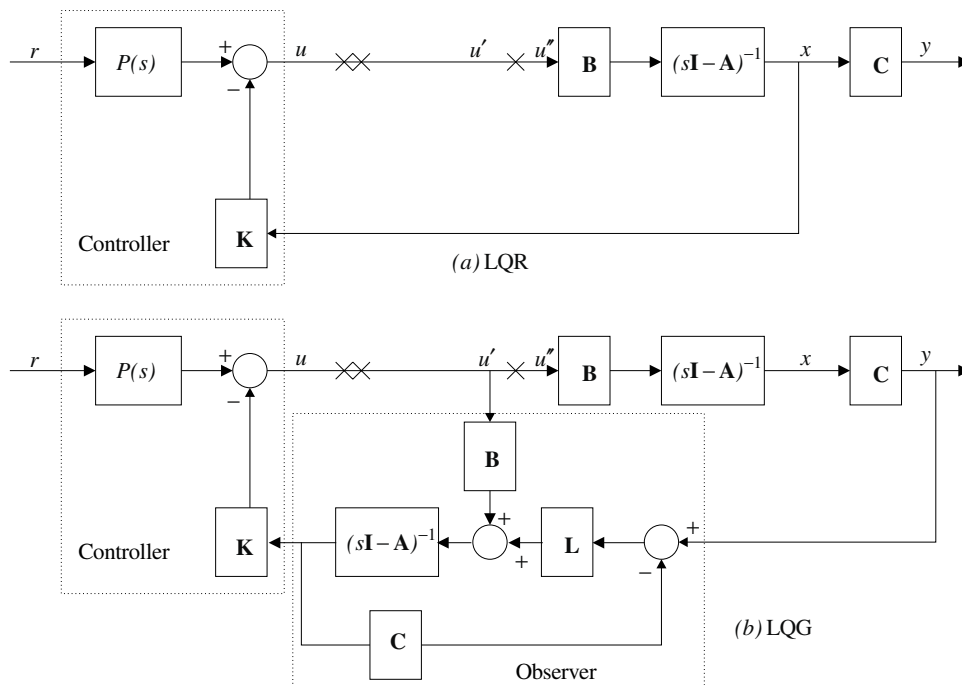 r P(s) + − u u′ u″ B (sI − A)⁻¹ x C y
Controller K
(a) LQR
r P(s) + − u u′ u″ B (sI − A)⁻¹ x C y
B
Controller K (sI − A)⁻¹ + + L + −
C
(b) LQG
Observer